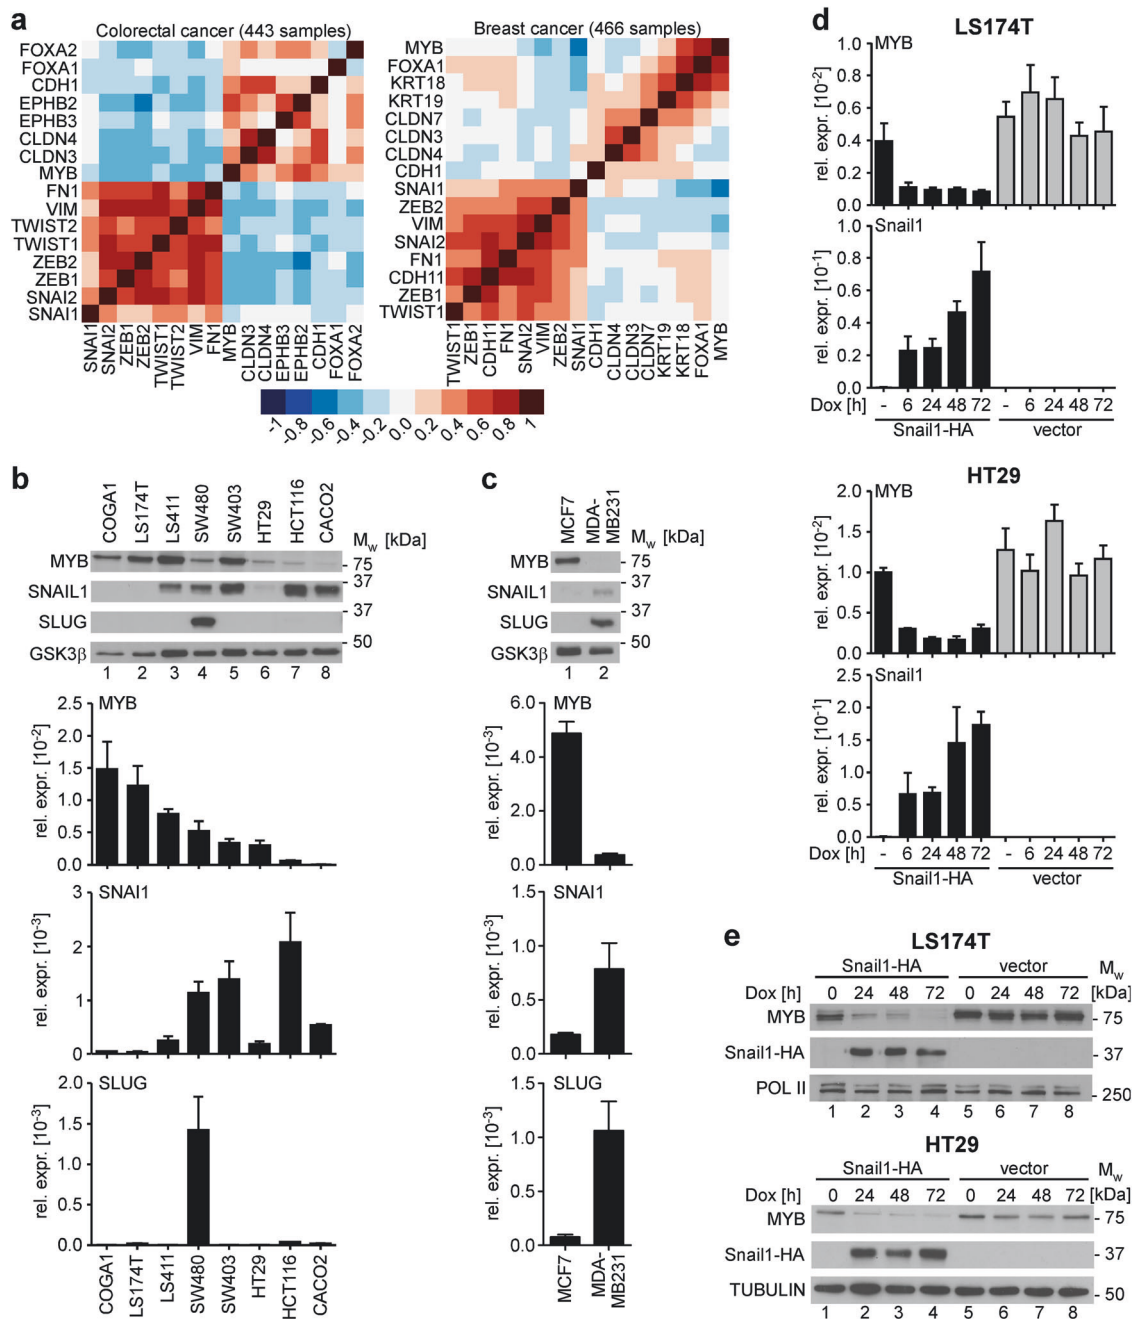 a
Colorectal cancer (443 samples)
FOXA2
FOXA1
CDH1
EPHB2
EPHB3
CLDN4
CLDN3
MYB
FN1
VIM
TWIST2
TWIST1
ZEB2
ZEB1
SNAI2
SNAI1
SNAI1 SNAI2 ZEB1 ZEB2 TWIST1 TWIST2 VIM FN1 MYB CLDN3 CLDN4 EPHB3 EPHB2 CDH1 FOXA1 FOXA2
Breast cancer (466 samples)
MYB
FOXA1
KRT18
KRT19
CLDN7
CLDN3
CLDN4
CDH1
SNAI1
ZEB2
VIM
SNAI2
FN1
CDH11
ZEB1
TWIST1
TWIST1 ZEB1 CDH11 FN1 SNAI2 VIM ZEB2 SNAI1 CDH1 CLDN4 CLDN3 CLDN7 KRT19 KRT18 FOXA1 MYB
-1 -0.8 -0.6 -0.4 -0.2 0.0 0.2 0.4 0.6 0.8 1
b
COGA1 LS174T LS411 SW480 SW403 HT29 HCT116 CACO2
Mw [kDa]
MYB - 75
SNAIL1 - 37
SLUG - 37
GSK3β - 50
1 2 3 4 5 6 7 8
MYB
rel. expr. [10-2]
2.5
2.0
1.5
1.0
0.5
0.0
SNAI1
rel. expr. [10-3]
3
2
1
0
SLUG
rel. expr. [10-3]
2.0
1.5
1.0
0.5
0.0
COGA1 LS174T LS411 SW480 SW403 HT29 HCT116 CACO2
c
MCF7 MDA-MB231
Mw [kDa]
MYB - 75
SNAIL1 - 37
SLUG - 37
GSK3β - 50
1 2
MYB
rel. expr. [10-3]
6.0
4.0
2.0
0.0
SNAI1
rel. expr. [10-3]
1.5
1.0
0.5
0.0
SLUG
rel. expr. [10-3]
1.5
1.0
0.5
0.0
MCF7 MDA-MB231
d
LS174T
MYB
rel. expr. [10-2]
1.0
0.8
0.6
0.4
0.2
0.0
Snail1
rel. expr. [10-1]
1.0
0.8
0.6
0.4
0.2
0.0
Dox [h] - 6 24 48 72 - 6 24 48 72
Snail1-HA vector
HT29
MYB
rel. expr. [10-2]
2.0
1.5
1.0
0.5
0.0
Snail1
rel. expr. [10-1]
2.0
1.5
1.0
0.5
0.0
Dox [h] - 6 24 48 72 - 6 24 48 72
Snail1-HA vector
e
LS174T
Snail1-HA vector Mw
Dox [h] 0 24 48 72 0 24 48 72 [kDa]
MYB - 75
Snail1-HA - 37
POL II - 250
1 2 3 4 5 6 7 8
HT29
Snail1-HA vector Mw
Dox [h] 0 24 48 72 0 24 48 72 [kDa]
MYB - 75
Snail1-HA - 37
TUBULIN - 50
1 2 3 4 5 6 7 8